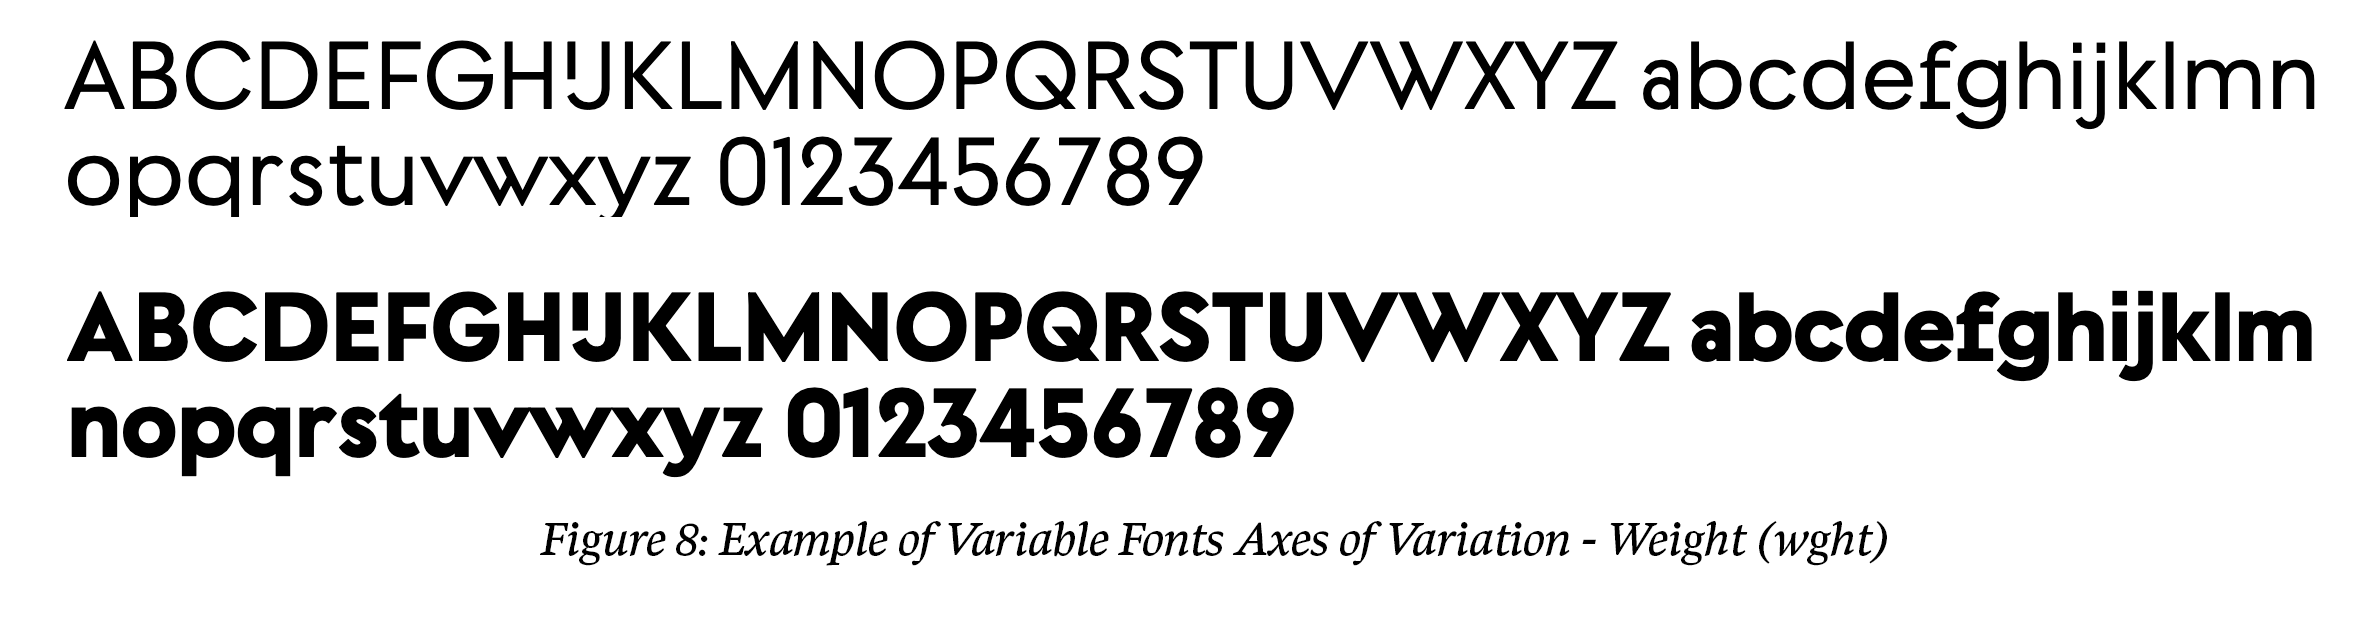 ABCDEFGHIJKLMNOPQRSTUVWXYZ abcdefghijklmn
opqrstuvwxyz 0123456789
ABCDEFGHIJKLMNOPQRSTUVWXYZ abcdefghijklm
nopqrstuvwxyz 0123456789
Figure 8: Example of Variable Fonts Axes of Variation - Weight (wght)